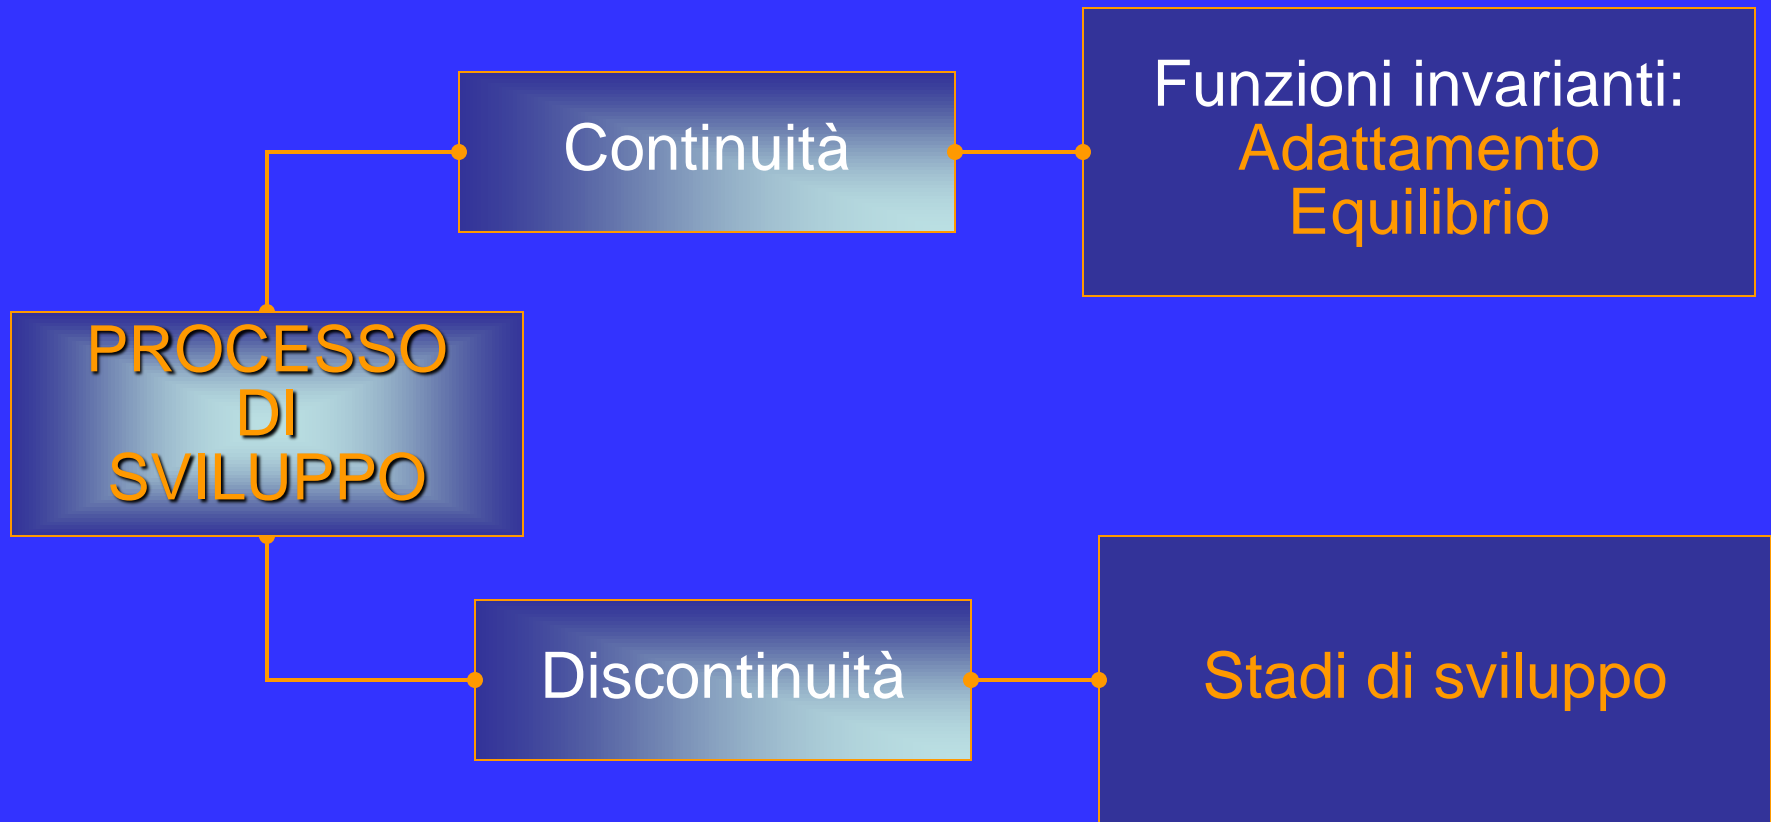 PROCESSO
DI
SVILUPPO
Continuità
Funzioni invarianti:
Adattamento
Equilibrio
Discontinuità
Stadi di sviluppo